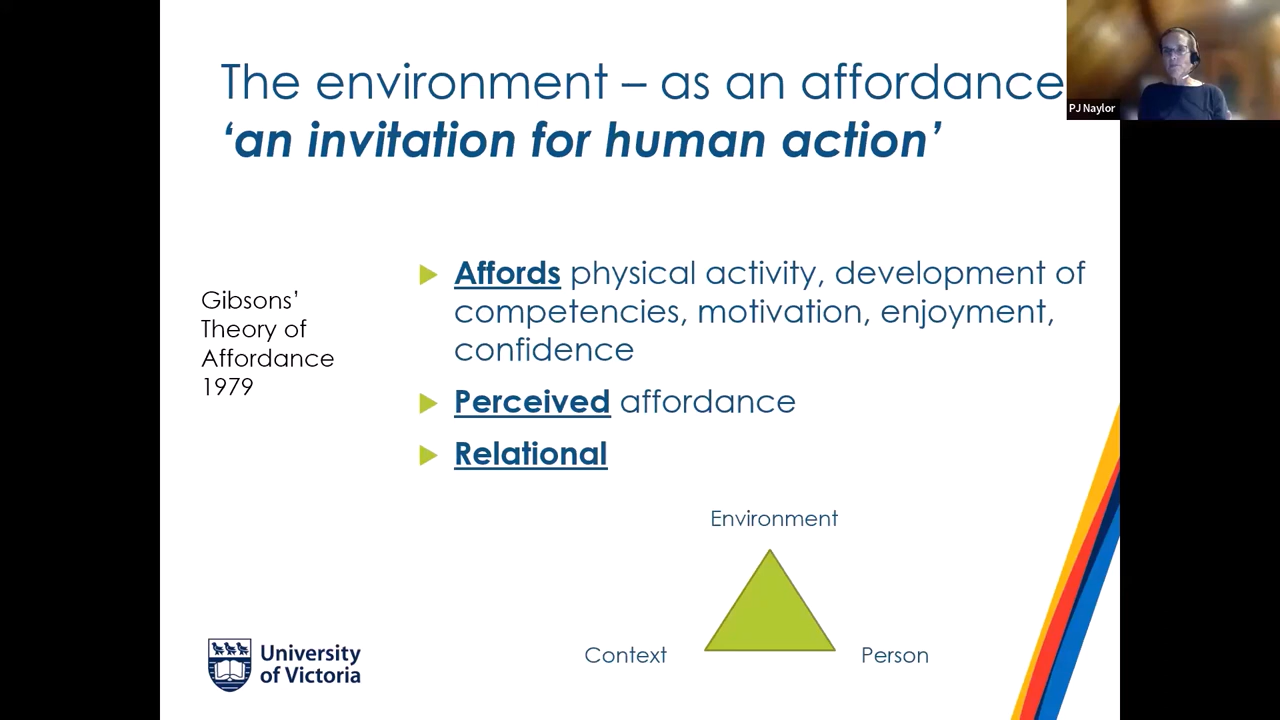 The environment – as an affordance
‘an invitation for human action’
PJ Naylor
Gibsons’
Theory of
Affordance
1979
Affords physical activity, development of
competencies, motivation, enjoyment,
confidence
Perceived affordance
Relational
Environment
Context
Person
University
of Victoria